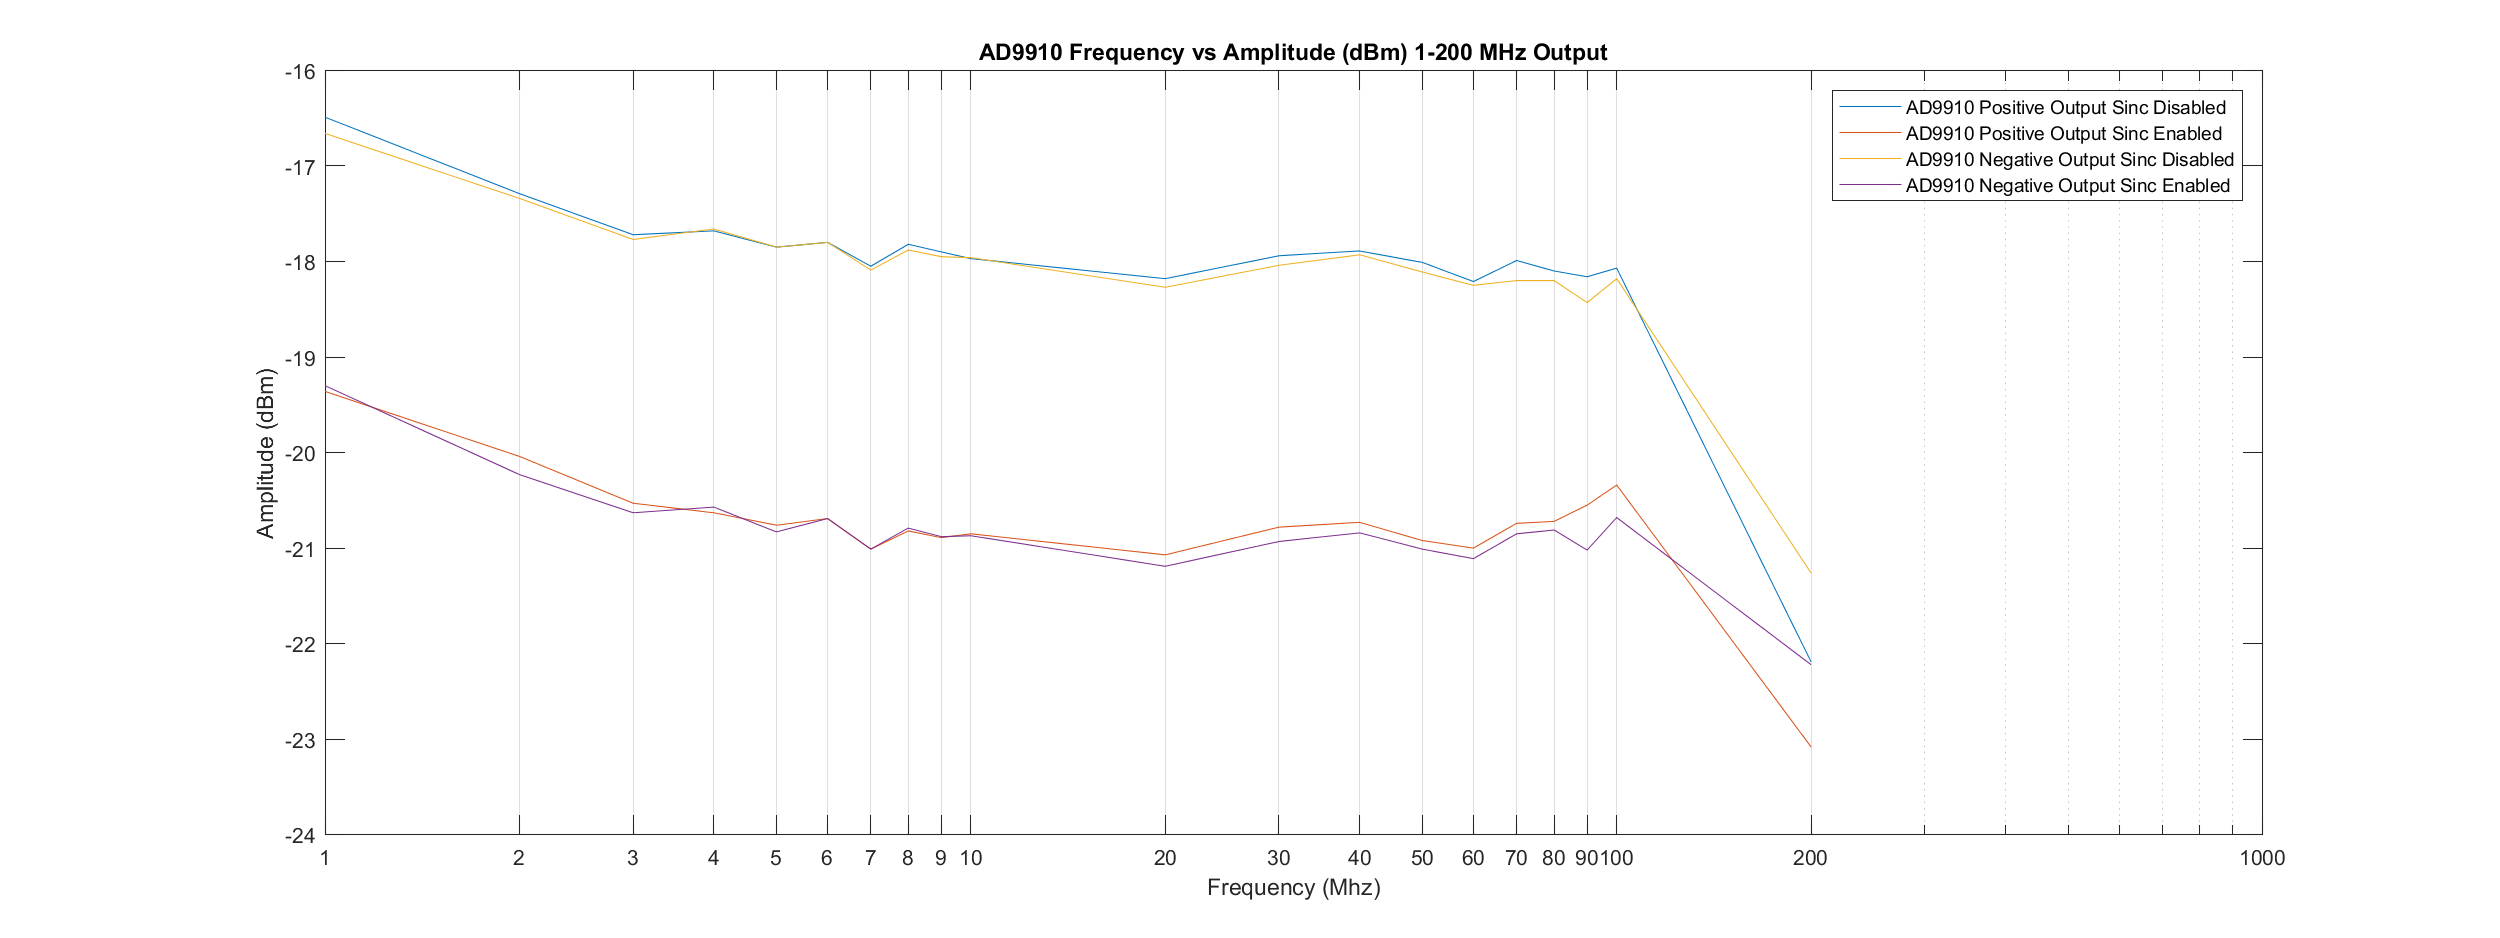 AD9910 Frequency vs Amplitude (dBm) 1-200 MHz Output
AD9910 Positive Output Sinc Disabled
AD9910 Positive Output Sinc Enabled
AD9910 Negative Output Sinc Disabled
AD9910 Negative Output Sinc Enabled
Amplitude (dBm)
-16
-17
-18
-19
-20
-21
-22
-23
-24
1 2 3 4 5 6 7 8 9 10 20 30 40 50 60 70 80 90 100 200 1000
Frequency (Mhz)